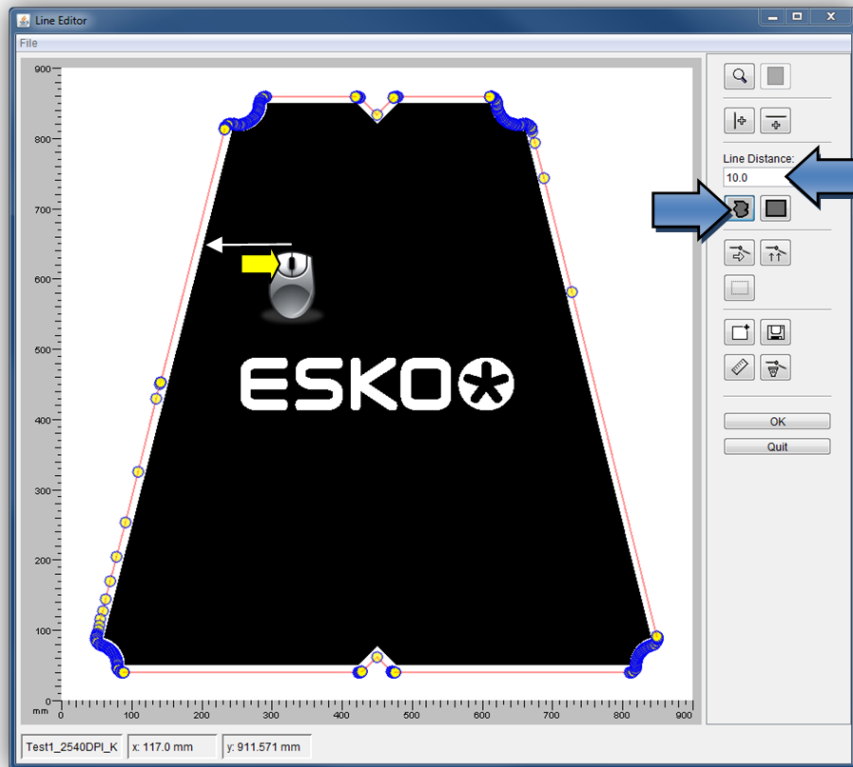 Line Editor
File
900
800
700
600
500
400
300
200
100
0
mm
0 100 200 300 400 500 600 700 800 900
ESKO
Line Distance:
10.0
OK
Quit
Test1_2540DPI_K x: 117.0 mm y: 911.571 mm